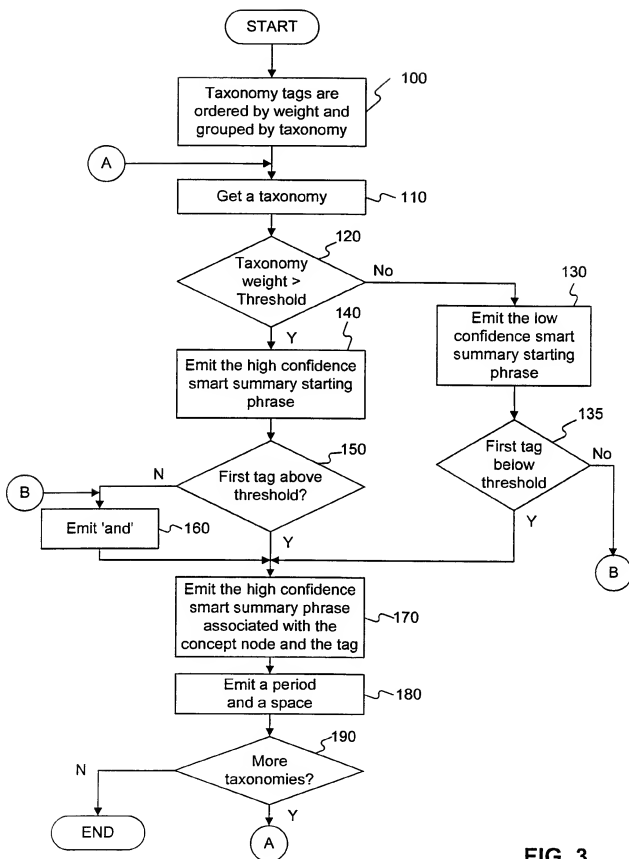 START
Taxonomy tags are
ordered by weight and
grouped by taxonomy
100
A
Get a taxonomy
110
120
Taxonomy
weight >
Threshold
No
130
Emit the low
confidence smart
summary starting
phrase
Y
140
Emit the high confidence
smart summary starting
phrase
135
First tag
below
threshold
No
Y
B
150
First tag above
threshold?
N
B
Emit 'and'
160
Y
Emit the high confidence
smart summary phrase
associated with the
concept node and the tag
170
Emit a period
and a space
180
190
More
taxonomies?
N
END
Y
A
FIG. 3